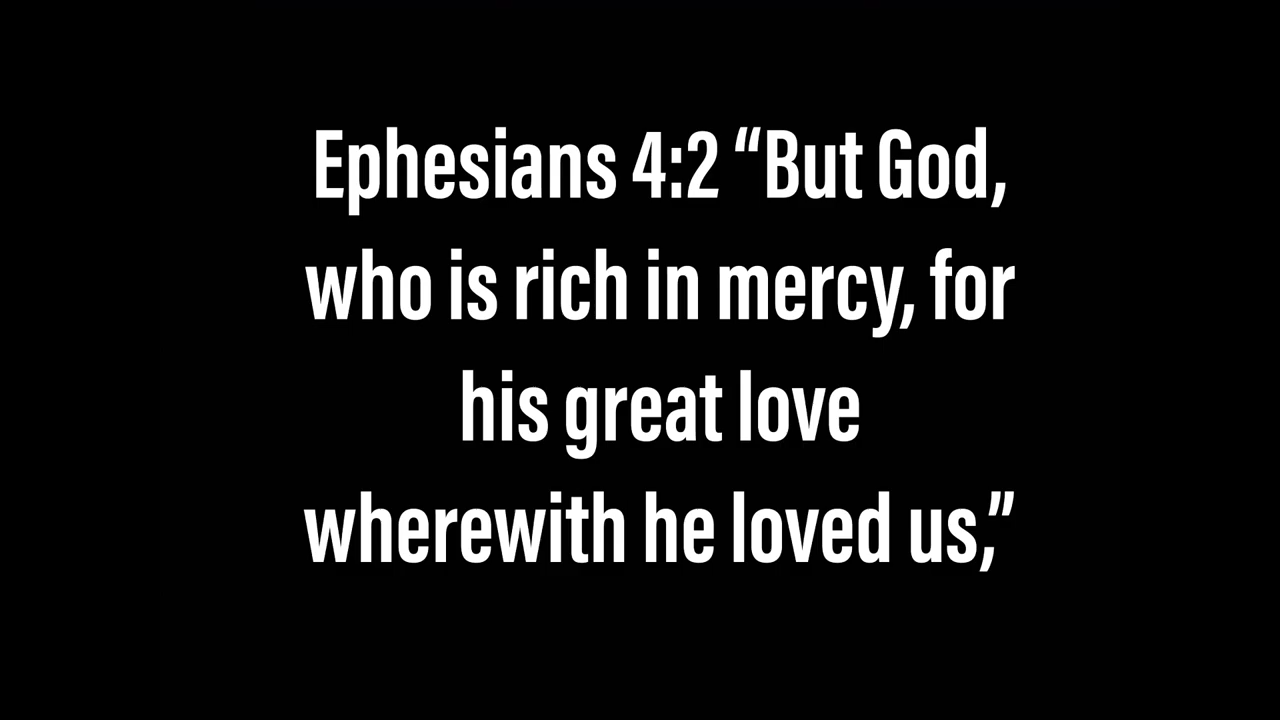 Ephesians 4:2 “But God,
who is rich in mercy, for
his great love
wherewith he loved us,”